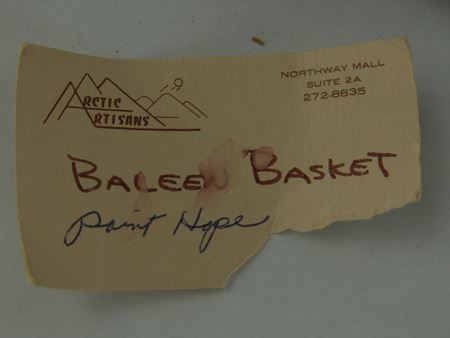 ARCTIC
ARTISANS
NORTHWAY MALL
SUITE 2A
272-8835
BALEEN BASKET
Point Hope